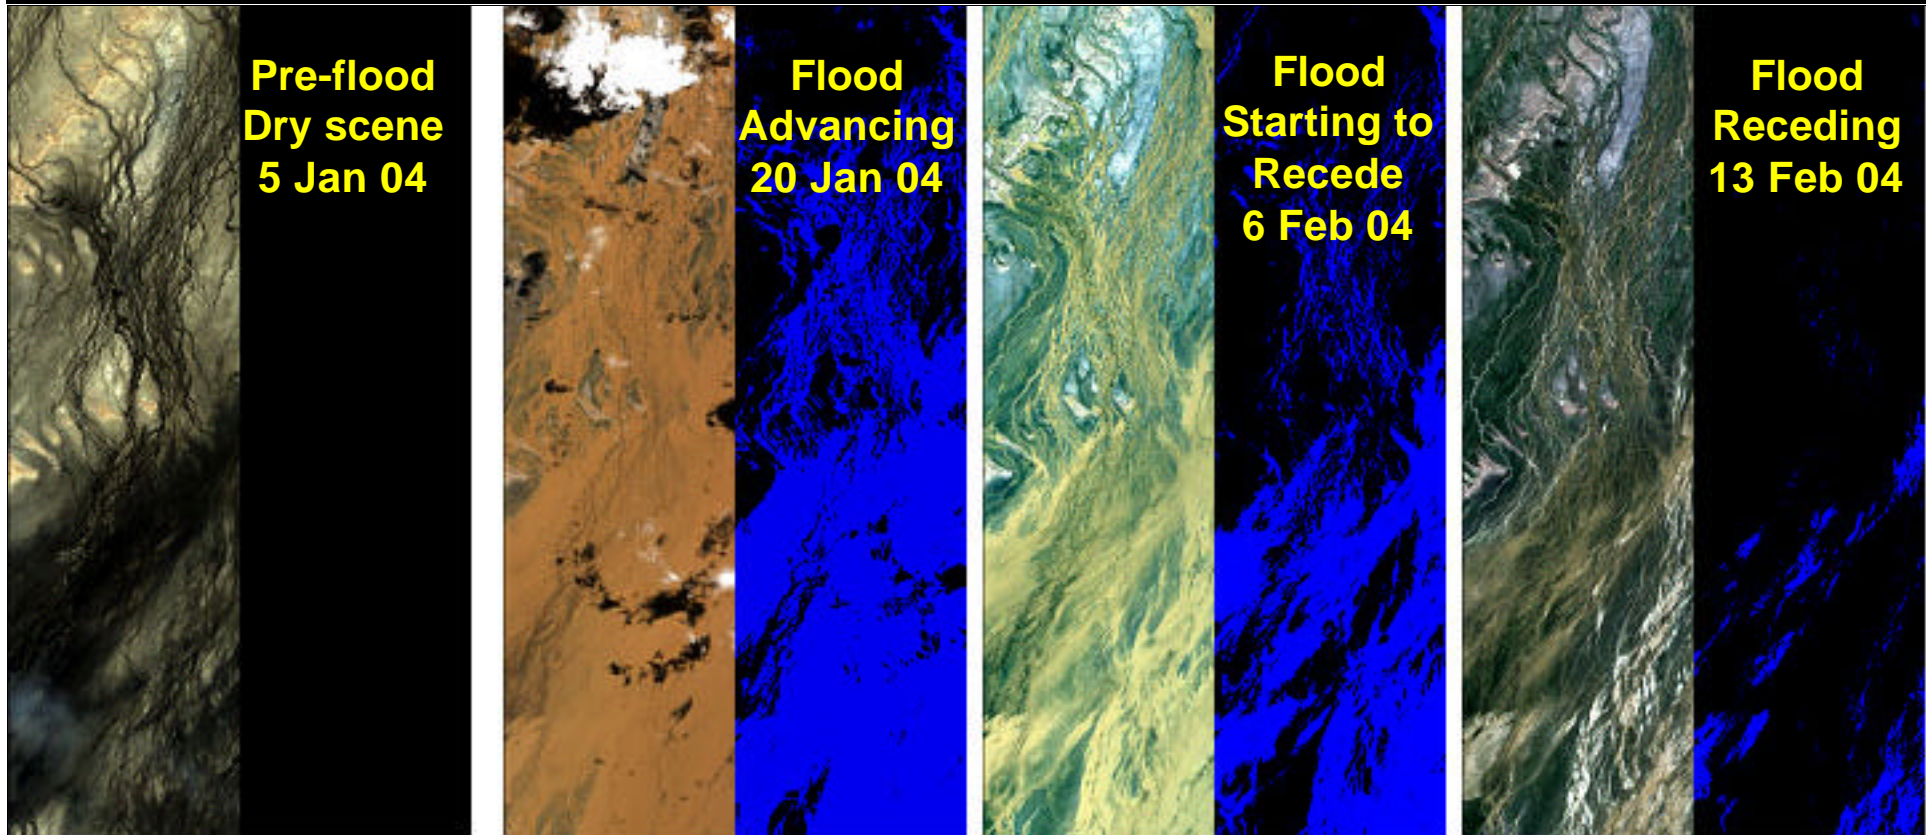 Pre-flood
Dry scene
5 Jan 04
Flood
Advancing
20 Jan 04
Flood
Starting to
Recede
6 Feb 04
Flood
Receding
13 Feb 04